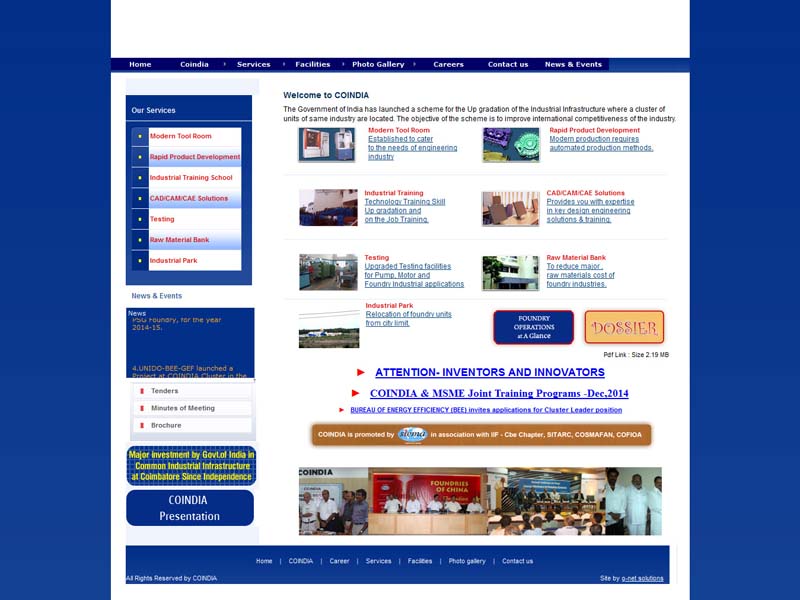 Home Coindia Services Facilities Photo Gallery Careers Contact us News & Events
Our Services
Modern Tool Room
Rapid Product Development
Industrial Training School
CAD/CAM/CAE Solutions
Testing
Raw Material Bank
Industrial Park
News & Events
News
PSG Foundry, for the year
2014-15.
4.UNIDO-BEE-GEF launched a
Project at COINDIA Cluster in the
Tenders
Minutes of Meeting
Brochure
Major investment by Govt.of India in
Common Industrial Infrastructure
at Coimbatore Since Independence
COINDIA
Presentation
Welcome to COINDIA
The Government of India has launched a scheme for the Up gradation of the Industrial Infrastructure where a cluster of
units of same industry are located. The objective of the scheme is to improve international competitiveness of the industry.
Modern Tool Room
Established to cater
to the needs of engineering
industry
Rapid Product Development
Modern production requires
automated production methods.
Industrial Training
Technology Training Skill
Up gradation and
on the Job Training.
CAD/CAM/CAE Solutions
Provides you with expertise
in key design engineering
solutions & training.
Testing
Upgraded Testing facilities
for Pump, Motor and
Foundry Industrial applications
Raw Material Bank
To reduce major ,
raw materials cost of
foundry industries.
Industrial Park
Relocation of foundry units
from city limit.
FOUNDRY
OPERATIONS
at A Glance
DOSSIER
Pdf Link : Size 2.19 MB
ATTENTION- INVENTORS AND INNOVATORS
COINDIA & MSME Joint Training Programs -Dec,2014
BUREAU OF ENERGY EFFICIENCY (BEE) invites applications for Cluster Leader position
COINDIA is promoted by siema in association with IIF - Cbe Chapter, SITARC, COSMAFAN, COFIOA
COINDIA
FOUNDRIES
OF CHINA
Home | COINDIA | Career | Services | Facilities | Photo gallery | Contact us
All Rights Reserved by COINDIA
Site by g-net solutions